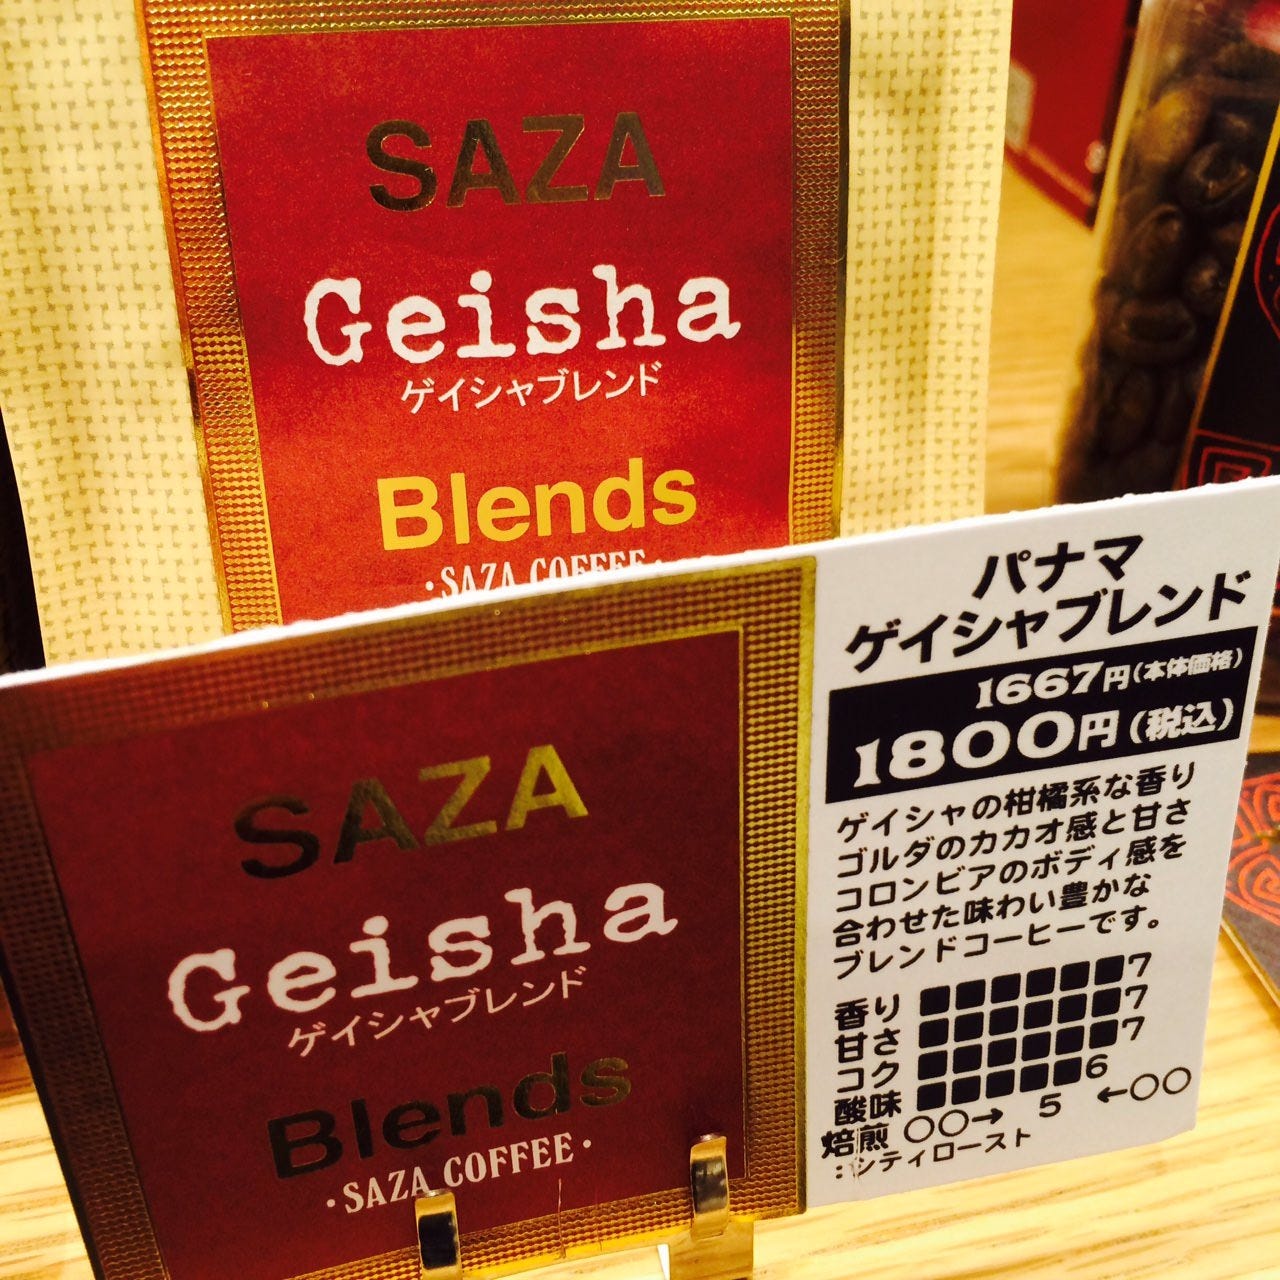 SAZA
Geisha
ゲイシャブレンド
Blends
・SAZA COFFEE・
SAZA
Geisha
ゲイシャブレンド
Blends
・SAZA COFFEE・
パナマ
ゲイシャブレンド
1667円(本体価格)
1800円(税込)
ゲイシャの柑橘系な香り
ゴルダのカカオ感と甘さ
コロンビアのボディ感を
合わせた味わい豊かな
ブレンドコーヒーです。
香り ■■■■■■7
甘さ ■■■■■■7
コク ■■■■■■7
酸味 ■■■■■6
焙煎 ○○→ 5 ←○○
:シティロースト